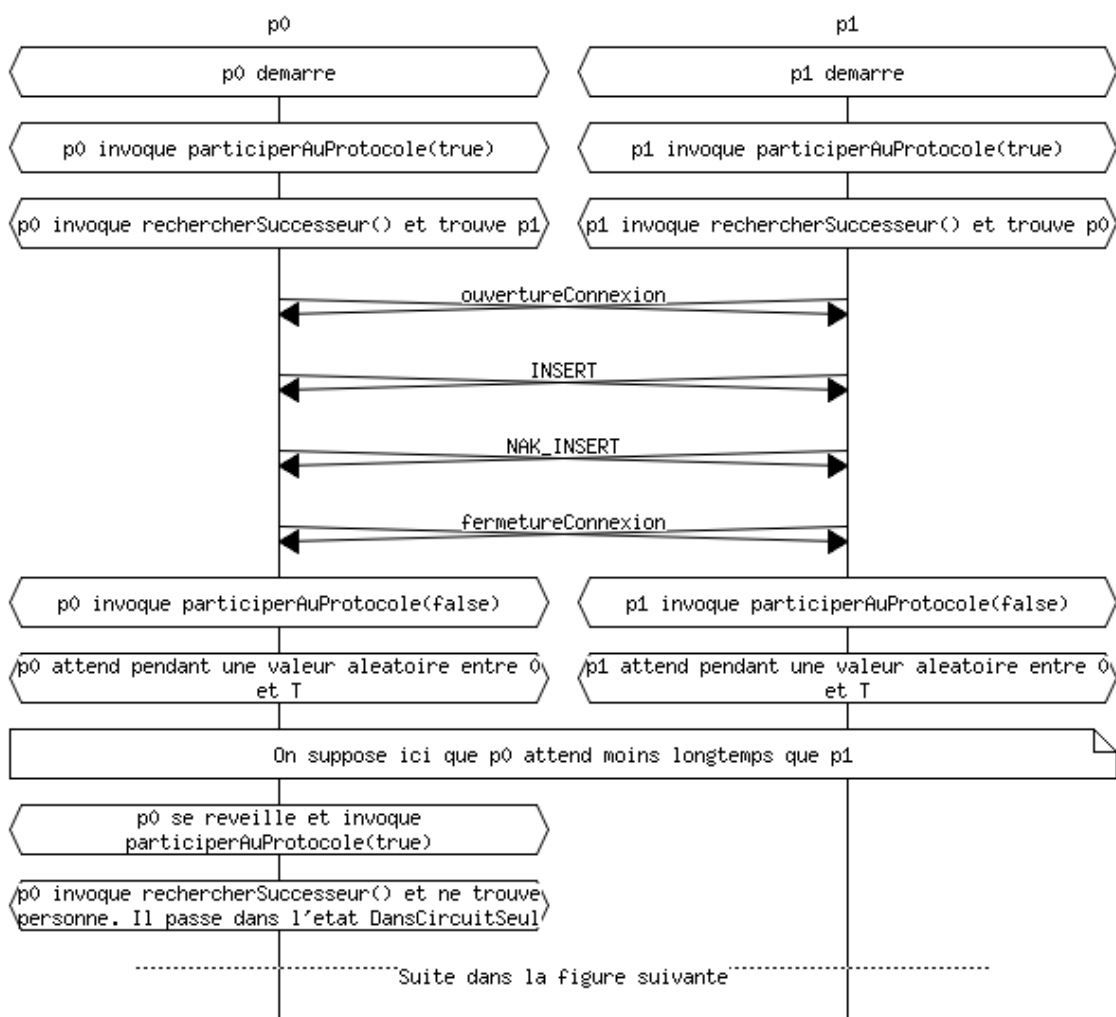 p0
p1
p0 demarre
p1 demarre
p0 invoque participerAuProtocole(true)
p1 invoque participerAuProtocole(true)
p0 invoque rechercherSuccesseur() et trouve p1
p1 invoque rechercherSuccesseur() et trouve p0
ouvertureConnexion
INSERT
NAK_INSERT
fermetureConnexion
p0 invoque participerAuProtocole(false)
p1 invoque participerAuProtocole(false)
p0 attend pendant une valeur aleatoire entre 0
et T
p1 attend pendant une valeur aleatoire entre 0
et T
On suppose ici que p0 attend moins longtemps que p1
p0 se reveille et invoque
participerAuProtocole(true)
p0 invoque rechercherSuccesseur() et ne trouve
personne. Il passe dans l'etat DansCircuitSeul
Suite dans la figure suivante